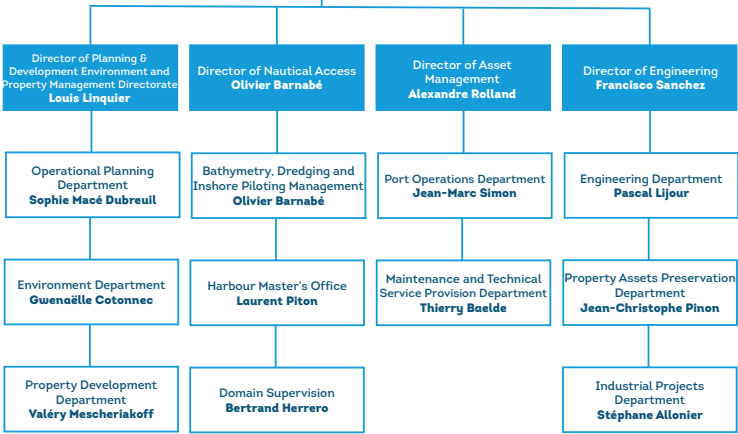 Director of Planning &
Development Environment and
Property Management Directorate
Louis Linquier
Director of Nautical Access
Olivier Barnabé
Director of Asset
Management
Alexandre Rolland
Director of Engineering
Francisco Sanchez
Operational Planning
Department
Sophie Macé Dubreuil
Bathymetry, Dredging and
Inshore Piloting Management
Olivier Barnabé
Port Operations Department
Jean-Marc Simon
Engineering Department
Pascal Lijour
Environment Department
Gwenaëlle Cotonnec
Harbour Master's Office
Laurent Piton
Maintenance and Technical
Service Provision Department
Thierry Baelde
Property Assets Preservation
Department
Jean-Christophe Pinon
Property Development
Department
Valéry Mescheriakoff
Domain Supervision
Bertrand Herrero
Industrial Projects
Department
Stéphane Allonier